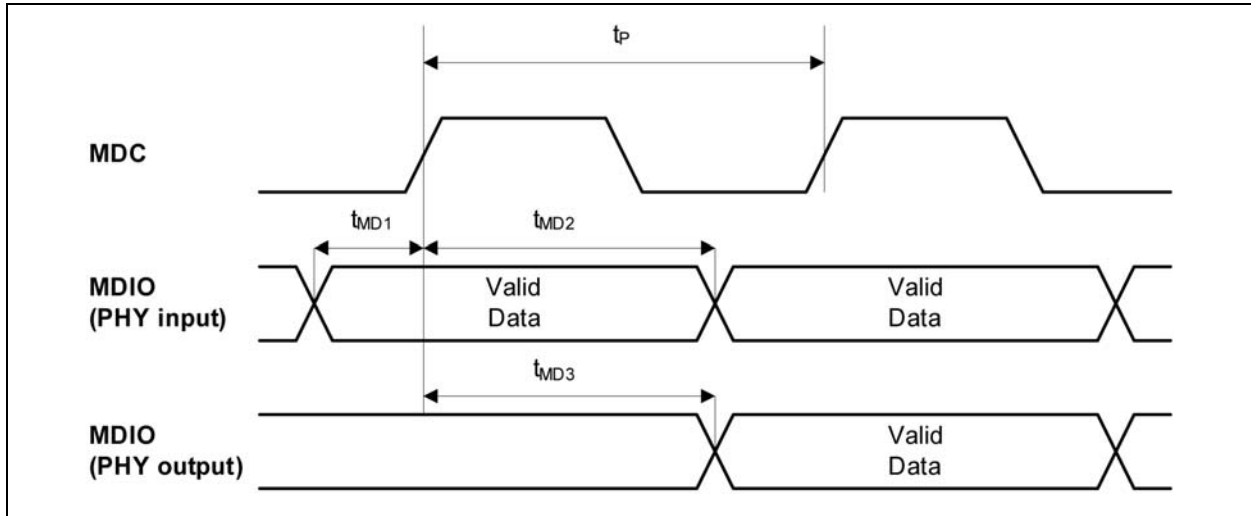 tP
MDC
tMD1
tMD2
MDIO
(PHY input)
Valid
Data
Valid
Data
tMD3
MDIO
(PHY output)
Valid
Data